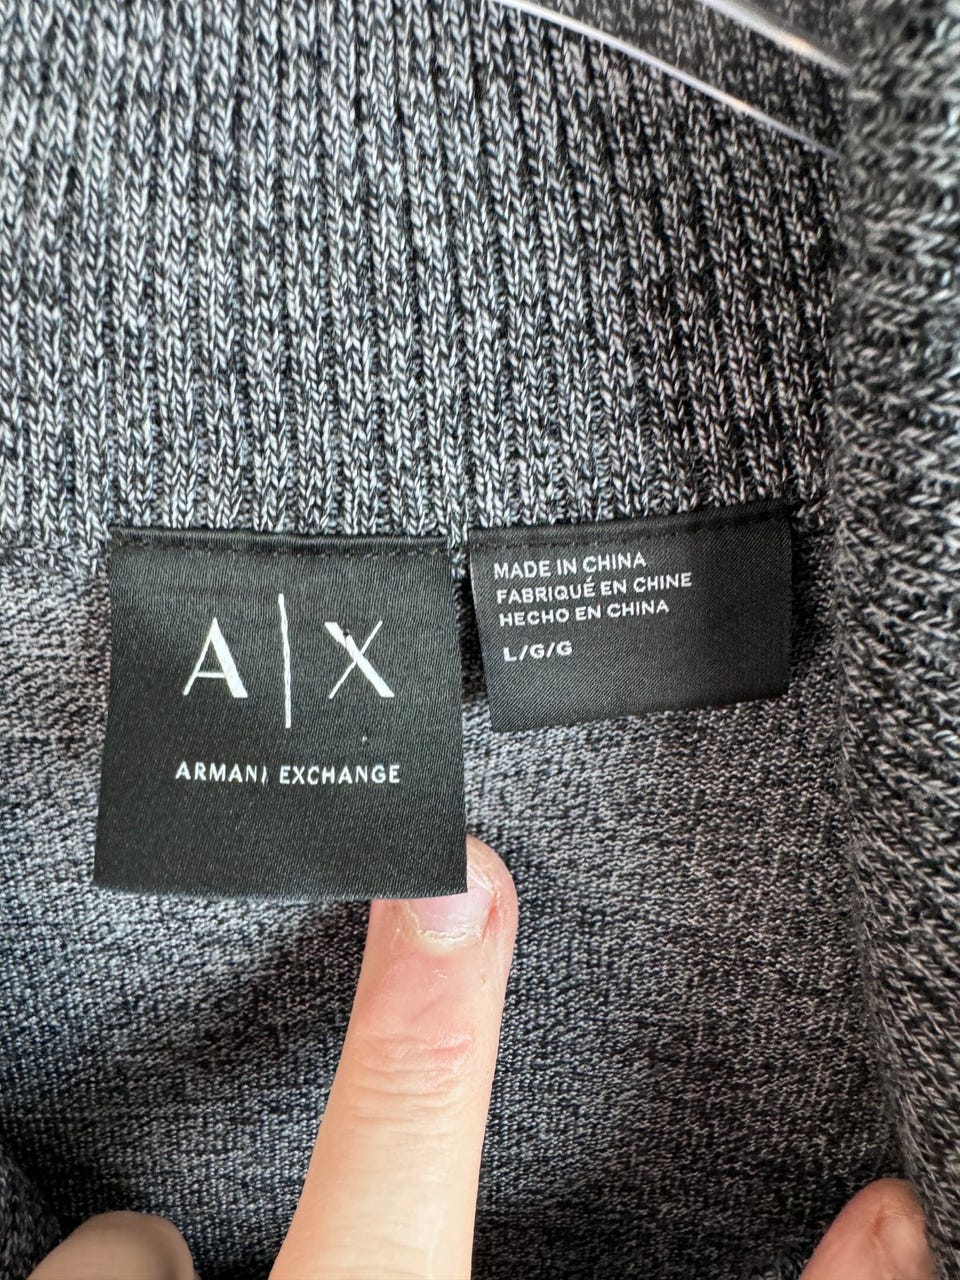 A|X
ARMANI EXCHANGE
MADE IN CHINA
FABRIQUÉ EN CHINE
HECHO EN CHINA
L/G/G